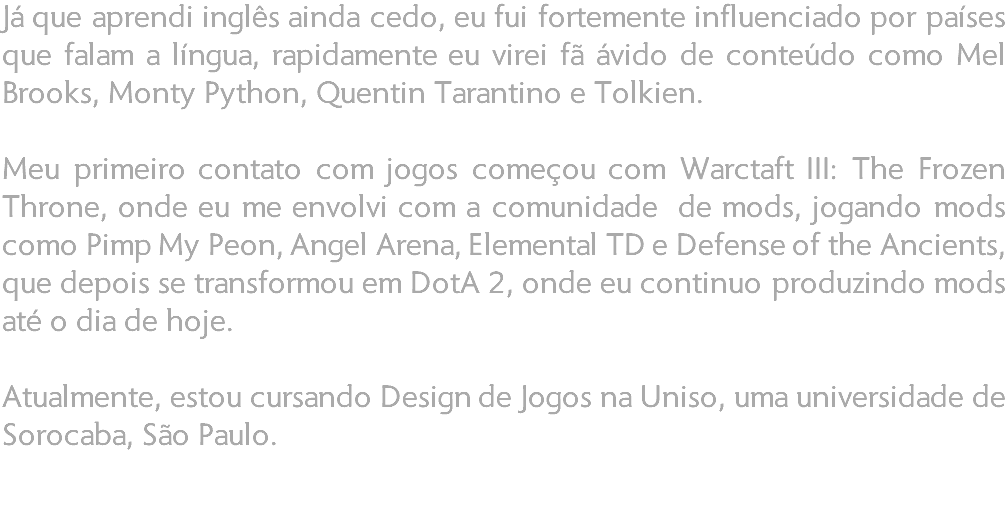 Já que aprendi inglês ainda cedo, eu fui fortemente influenciado por países
que falam a língua, rapidamente eu virei fã ávido de conteúdo como Mel
Brooks, Monty Python, Quentin Tarantino e Tolkien.
Meu primeiro contato com jogos começou com Warctaft III: The Frozen
Throne, onde eu me envolvi com a comunidade de mods, jogando mods
como Pimp My Peon, Angel Arena, Elemental TD e Defense of the Ancients,
que depois se transformou em DotA 2, onde eu continuo produzindo mods
até o dia de hoje.
Atualmente, estou cursando Design de Jogos na Uniso, uma universidade de
Sorocaba, São Paulo.